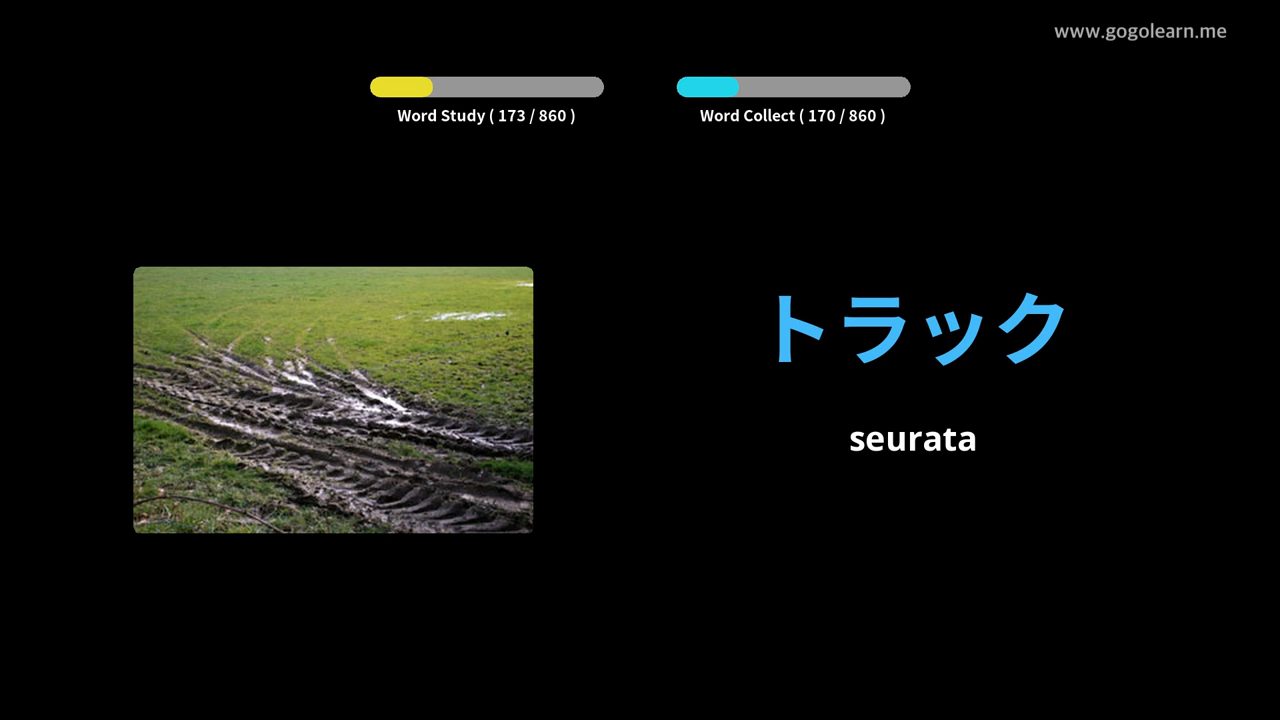 www.gogolearn.me
Word Study ( 173 / 860 )
Word Collect ( 170 / 860 )
トラック
seurata